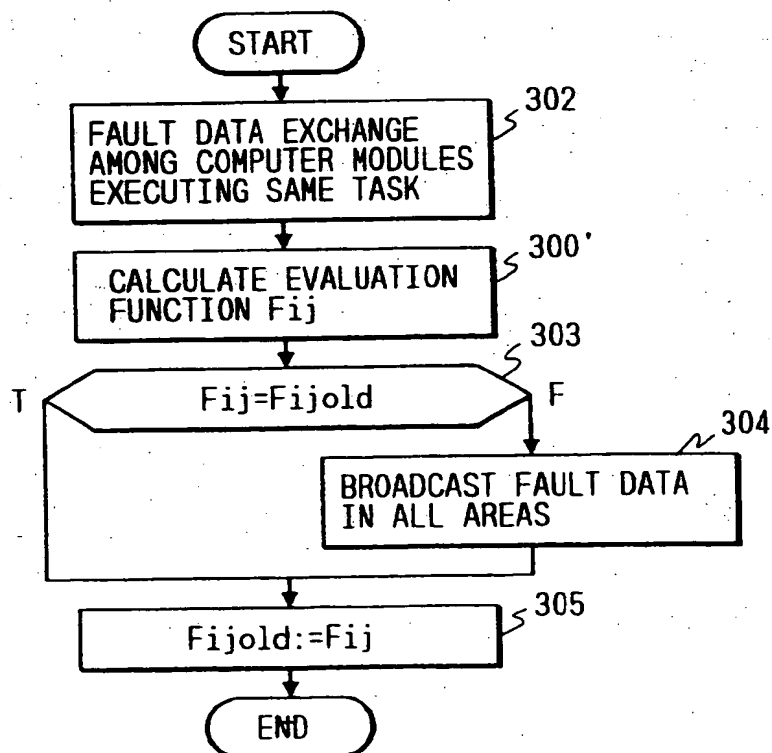 START
302
FAULT DATA EXCHANGE
AMONG COMPUTER MODULES
EXECUTING SAME TASK
300'
CALCULATE EVALUATION
FUNCTION Fij
303
T
Fij=Fijold
F
304
BROADCAST FAULT DATA
IN ALL AREAS
305
Fijold:=Fij
END